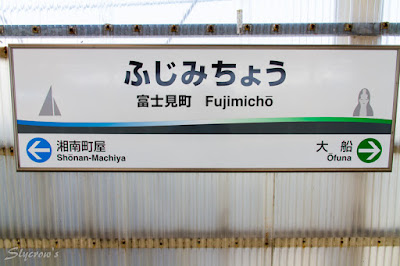 ふじみちょう
富士見町 Fujimichō
湘南町屋
Shōnan-Machiya
大船
Ōfuna
Slycrow's